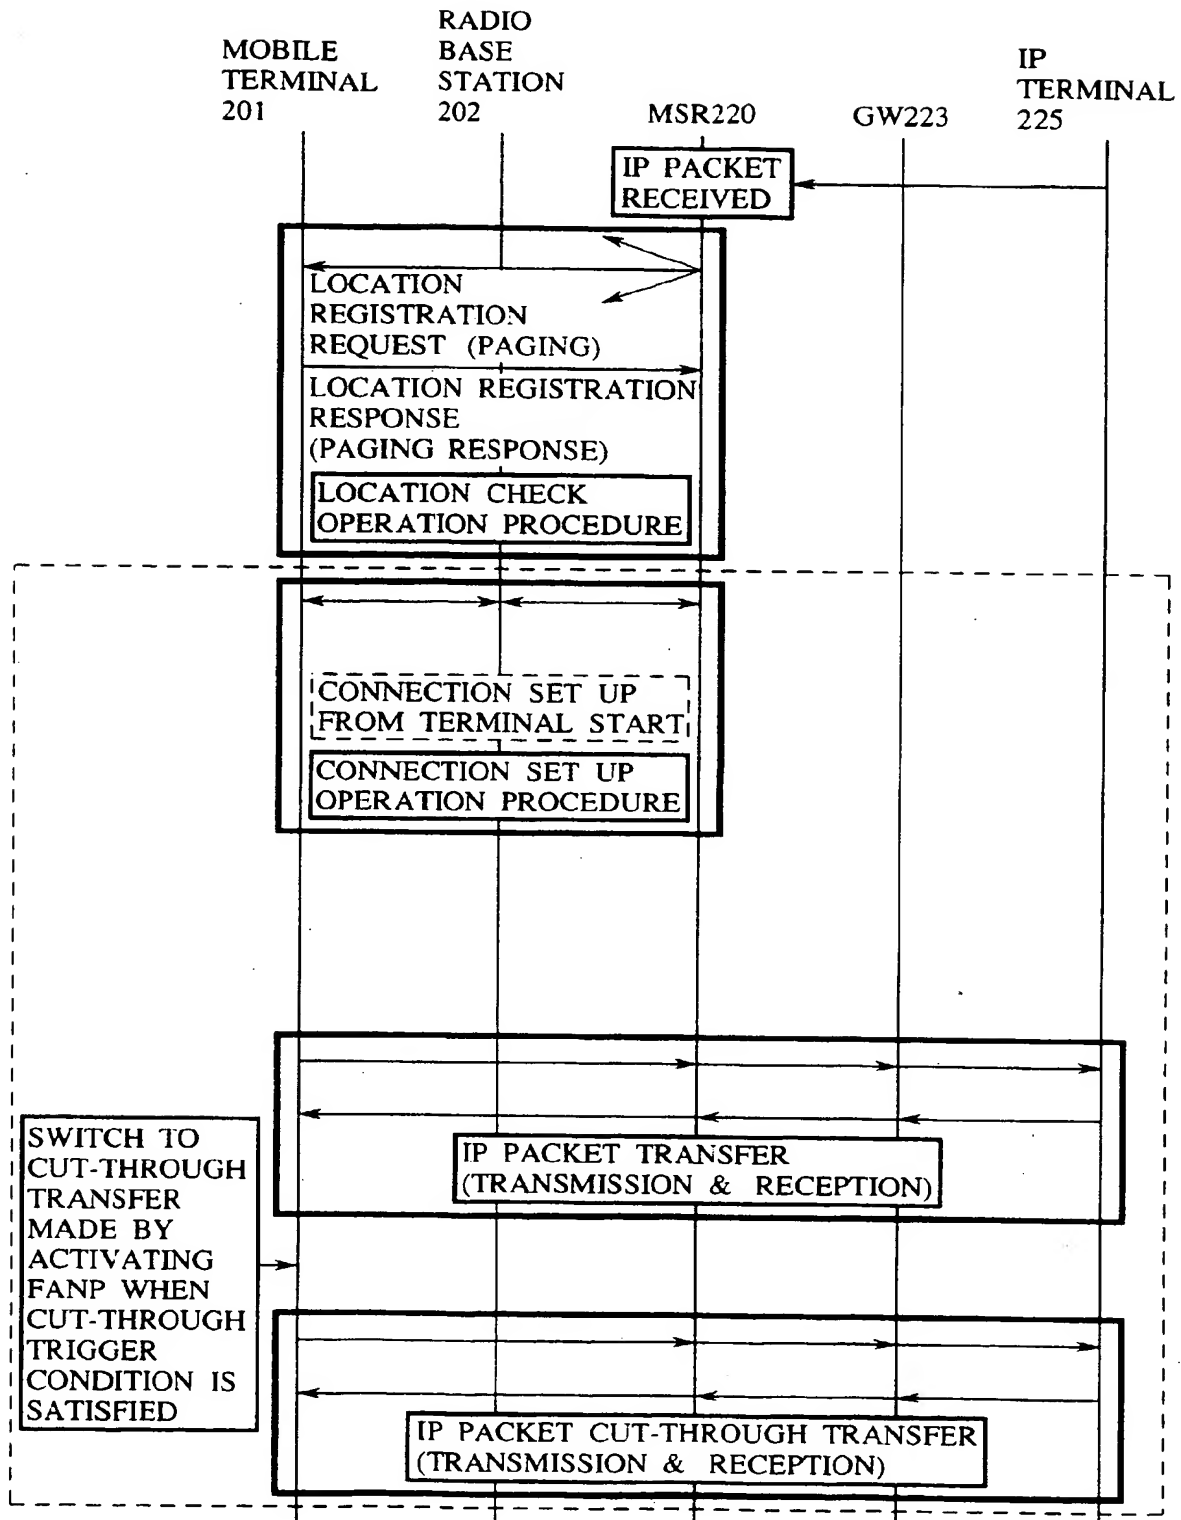 MOBILE
TERMINAL
201
RADIO
BASE
STATION
202
MSR220
GW223
IP
TERMINAL
225
IP PACKET
RECEIVED
LOCATION
REGISTRATION
REQUEST (PAGING)
LOCATION REGISTRATION
RESPONSE
(PAGING RESPONSE)
LOCATION CHECK
OPERATION PROCEDURE
CONNECTION SET UP
FROM TERMINAL START
CONNECTION SET UP
OPERATION PROCEDURE
IP PACKET TRANSFER
(TRANSMISSION & RECEPTION)
SWITCH TO
CUT-THROUGH
TRANSFER
MADE BY
ACTIVATING
FANP WHEN
CUT-THROUGH
TRIGGER
CONDITION IS
SATISFIED
IP PACKET CUT-THROUGH TRANSFER
(TRANSMISSION & RECEPTION)